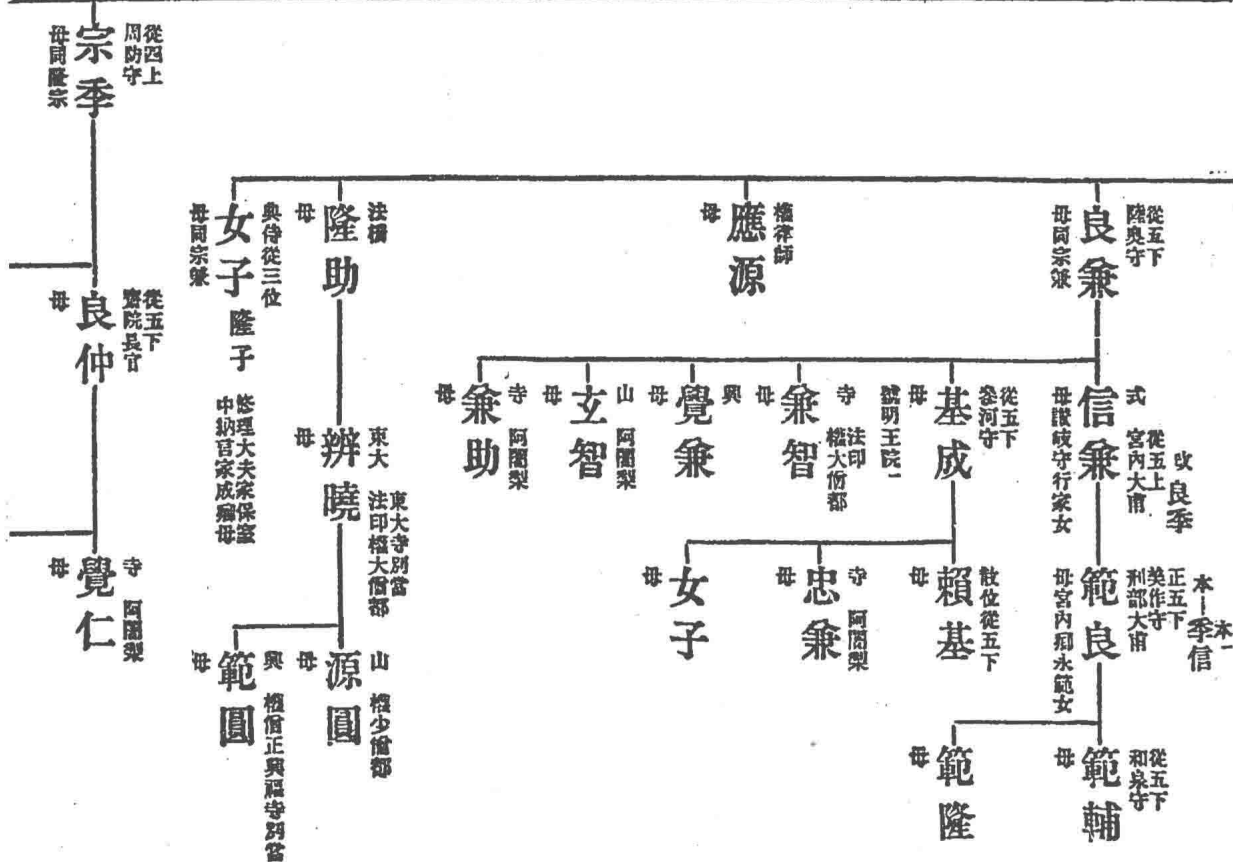 從五下
陸奧守
良兼
母同宗兼
權律師
應源
母
法橋
隆助
母
與侍從三位
女子 隆子
母同宗兼
修理大夫家保室
中納言家成痼母
式 從五上
宮內大甫
改 良季
信兼
母讃岐守行家女
從五下
參河守
基成
母
號明王院一
寺 法印
權大僧都
兼智
母
興
覺兼
母
山 阿闍梨
玄智
母
寺 阿闍梨
兼助
母
東大 東大寺別當
法印權大僧都
辨曉
母
本一
本一季信
正五下
美作守
刑部大甫
範良
母宮內卿永範女
散位從五下
賴基
母
寺 阿闍梨
忠兼
母
女子
母
山 權少僧都
源圓
母
興 權僧正興福寺別當
範圓
母
從五下
和泉守
範輔
母
範隆
母
從四上
周防守
宗季
母同隆宗
從五下
齋院長官
良仲
母
寺 阿闍梨
覺仁
母